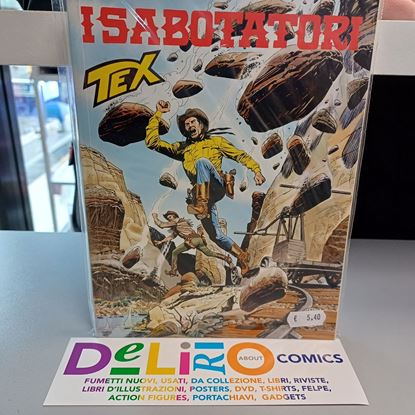 I SABOTATORI
TEX
€ 5,40
DeLiRiO ABOUT COMICS
FUMETTI NUOVI, USATI, DA COLLEZIONE, LIBRI, RIVISTE,
LIBRI D'ILLUSTRAZIONI, POSTERS, DVD, T-SHIRTS, FELPE,
ACTION FIGURES, PORTACHIAVI, GADGETS